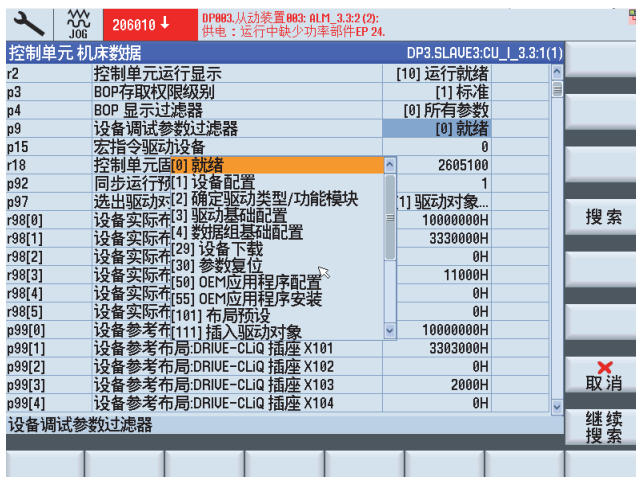 JOG
206010
DP003.从动装置003: ALM_3.3:2 (2):
供电：运行中缺少功率部件EP 24.
控制单元 机床数据 DP3.SLAVE3:CU_I_3.3:1(1)
r2 控制单元运行显示 [10] 运行就绪
p3 BOP存取权限级别 [1] 标准
p4 BOP 显示过滤器 [0] 所有参数
p9 设备调试参数过滤器 [0] 就绪
p15 宏指令驱动设备 0
r18 控制单元固 2605100
p92 同步运行预 1
p97 选出驱动对 [1] 驱动对象...
r98[0] 设备实际布 10000000H
r98[1] 设备实际布 3330000H
r98[2] 设备实际布 0H
r98[3] 设备实际布 11000H
r98[4] 设备实际布 0H
r98[5] 设备实际布 0H
p99[0] 设备参考布 10000000H
p99[1] 设备参考布局:DRIVE-CLiQ 插座 X101 3303000H
p99[2] 设备参考布局:DRIVE-CLiQ 插座 X102 0H
p99[3] 设备参考布局:DRIVE-CLiQ 插座 X103 2000H
p99[4] 设备参考布局:DRIVE-CLiQ 插座 X104 0H
[0] 就绪
[1] 设备配置
[2] 确定驱动类型/功能模块
[3] 驱动基础配置
[4] 数据组基础配置
[29] 设备下载
[30] 参数复位
[50] OEM应用程序配置
[55] OEM应用程序安装
[101] 布局预设
[111] 插入驱动对象
设备调试参数过滤器
搜索
取消
继续
搜索